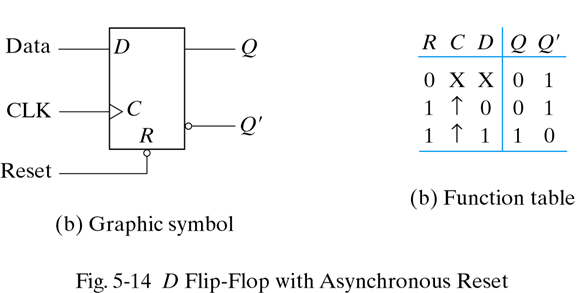 Data D Q
CLK C
R Q'
Reset
(b) Graphic symbol
R C D Q Q'
0 X X 0 1
1 ↑ 0 0 1
1 ↑ 1 1 0
(b) Function table
Fig. 5-14 D Flip-Flop with Asynchronous Reset